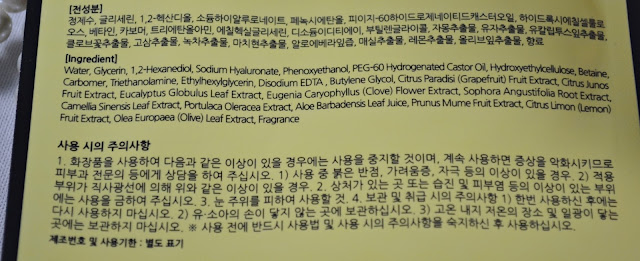 [전성분]
정제수, 글리세린, 1,2-헥산디올, 소듐하이알루로네이트, 페녹시에탄올, 피이지-60하이드로제네이티드캐스터오일, 하이드록시에칠셀룰로
오스, 베타인, 카보머, 트리에탄올아민, 에칠헥실글리세린, 디소듐이디티에이, 부틸렌글라이콜, 자몽추출물, 유자추출물, 유칼립투스잎추출물,
클로브꽃추출물, 고삼추출물, 녹차추출물, 마치현추출물, 알로에베라잎즙, 매실추출물, 레몬추출물, 올리브잎추출물, 향료
[Ingredient]
Water, Glycerin, 1,2-Hexanediol, Sodium Hyaluronate, Phenoxyethanol, PEG-60 Hydrogenated Castor Oil, Hydroxyethylcellulose, Betaine,
Carbomer, Triethanolamine, Ethylhexylglycerin, Disodium EDTA , Butylene Glycol, Citrus Paradisi (Grapefruit) Fruit Extract, Citrus Junos
Fruit Extract, Eucalyptus Globulus Leaf Extract, Eugenia Caryophyllus (Clove) Flower Extract, Sophora Angustifolia Root Extract,
Camellia Sinensis Leaf Extract, Portulaca Oleracea Extract, Aloe Barbadensis Leaf Juice, Prunus Mume Fruit Extract, Citrus Limon (Lemon)
Fruit Extract, Olea Europaea (Olive) Leaf Extract, Fragrance
사용 시의 주의사항
1. 화장품을 사용하여 다음과 같은 이상이 있을 경우에는 사용을 중지할 것이며, 계속 사용하면 증상을 악화시키므로
피부과 전문의 등에게 상담을 하여 주십시오. 1) 사용 중 붉은 반점, 가려움증, 자극 등의 이상이 있을 경우. 2) 적용
부위가 직사광선에 의해 위와 같은 이상이 있을 경우. 2. 상처가 있는 곳 또는 습진 및 피부염 등의 이상이 있는 부위
에는 사용을 금하여 주십시오. 3. 눈 주위를 피하여 사용할 것. 4. 보관 및 취급 시의 주의사항 1) 한번 사용하신 후에는
다시 사용하지 마십시오. 2) 유·소아의 손이 닿지 않는 곳에 보관하십시오. 3) 고온 내지 저온의 장소 및 일광이 닿는
곳에는 보관하지 마십시오. ※ 사용 전에 반드시 사용법 및 사용 시의 주의사항을 숙지하신 후 사용하십시오.
제조번호 및 사용기한 : 별도 표기